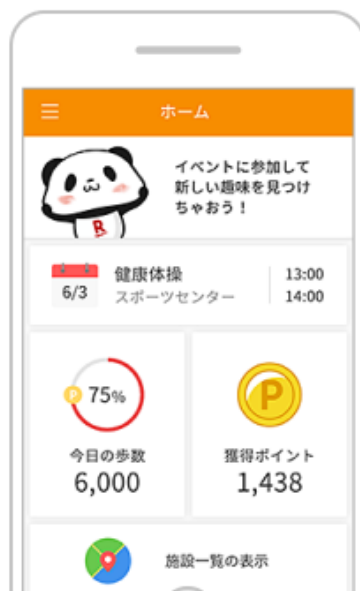 ホーム
イベントに参加して
新しい趣味を見つけ
ちゃおう！
R
6/3
健康体操
スポーツセンター
13:00
14:00
P
75%
今日の歩数
6,000
P
獲得ポイント
1,438
施設一覧の表示